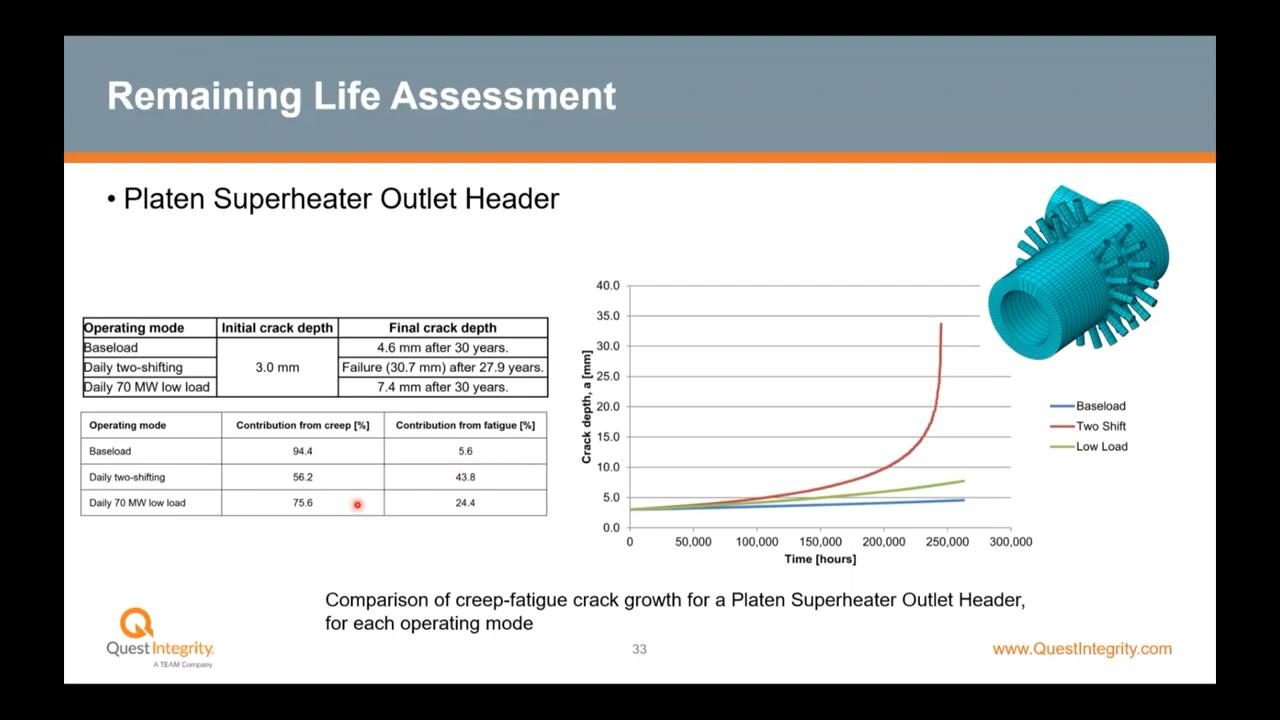 Remaining Life Assessment
• Platen Superheater Outlet Header
Operating mode Initial crack depth Final crack depth
Baseload 3.0 mm 4.6 mm after 30 years.
Daily two-shifting Failure (30.7 mm) after 27.9 years.
Daily 70 MW low load 7.4 mm after 30 years.
Operating mode Contribution from creep [%] Contribution from fatigue [%]
Baseload 94.4 5.6
Daily two-shifting 56.2 43.8
Daily 70 MW low load 75.6 24.4
Crack depth, a [mm]
40.0
35.0
30.0
25.0
20.0
15.0
10.0
5.0
0.0
0 50,000 100,000 150,000 200,000 250,000 300,000
Time [hours]
Baseload
Two Shift
Low Load
Comparison of creep-fatigue crack growth for a Platen Superheater Outlet Header,
for each operating mode
Quest Integrity.
A TEAM Company
33
www.QuestIntegrity.com